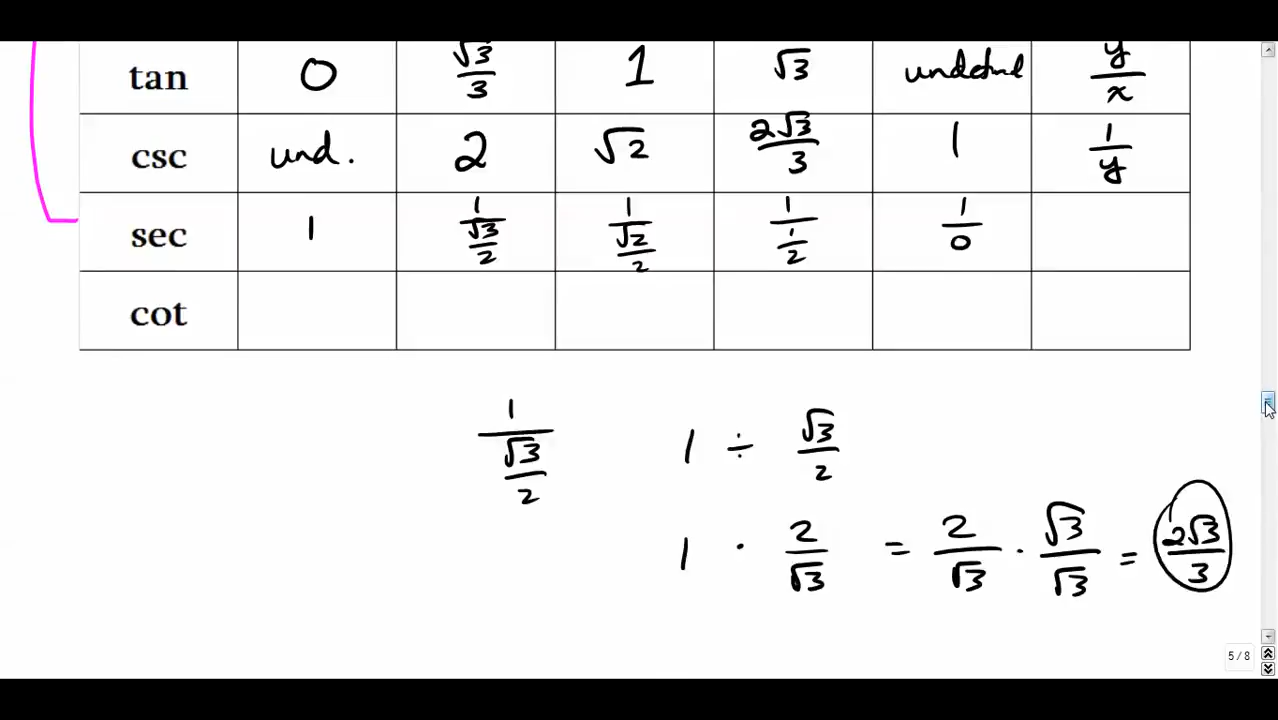 tan 0 √3/3 1 √3 undefined y/x
csc und. 2 √2 2√3/3 1 1/y
sec 1 1/(√3/2) 1/(√2/2) 1/(1/2) 1/0
cot
1/(√3/2) 1 ÷ √3/2
1 · 2/√3 = 2/√3 · √3/√3 = 2√3/3
5/8